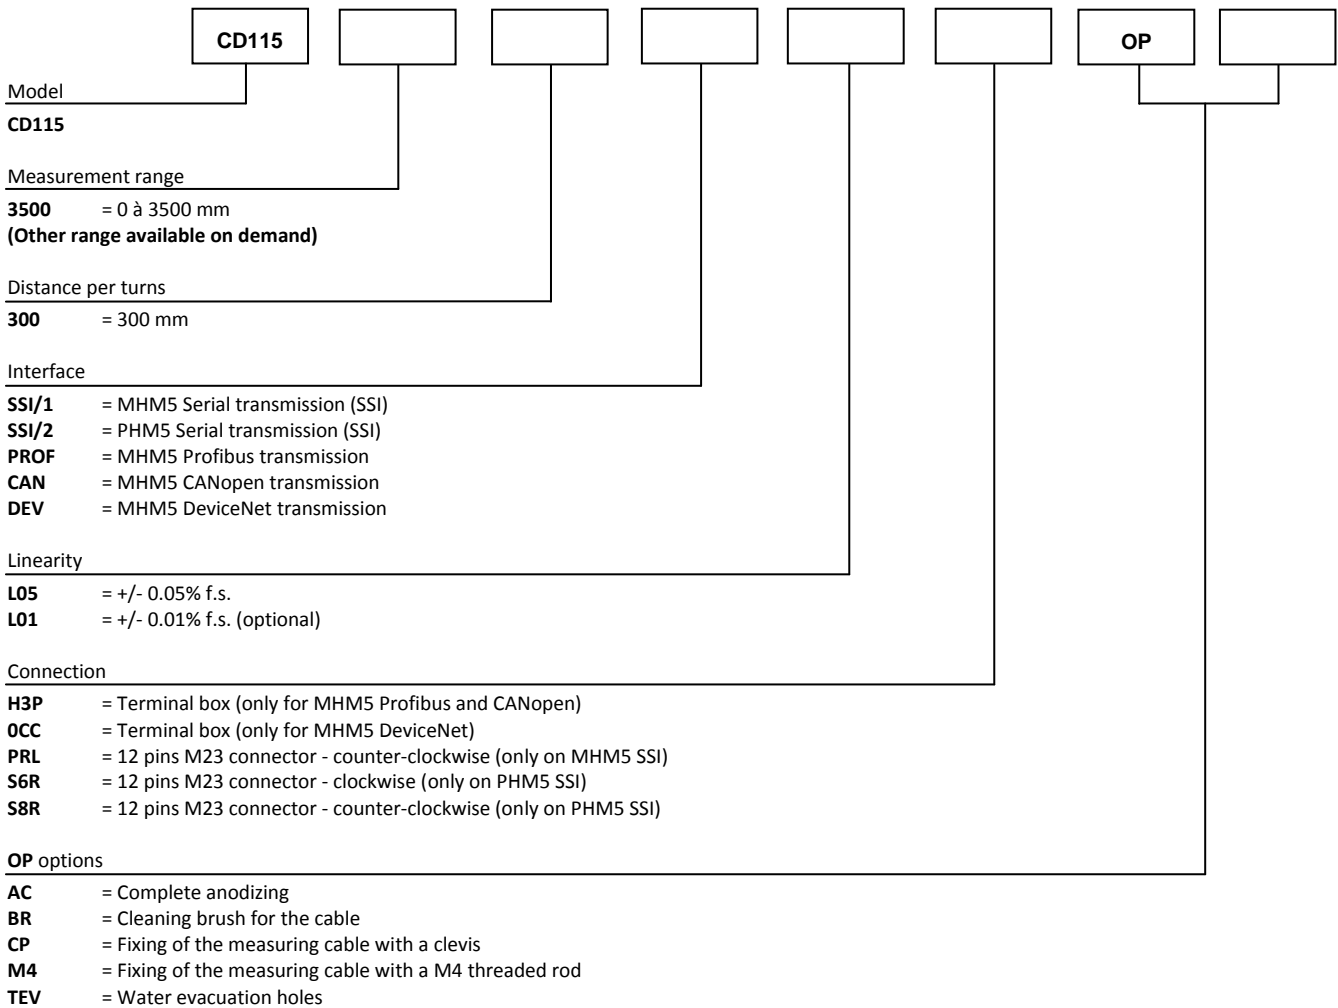 CD115 OP
Model
CD115
Measurement range
3500 = 0 à 3500 mm
(Other range available on demand)
Distance per turns
300 = 300 mm
Interface
SSI/1 = MHM5 Serial transmission (SSI)
SSI/2 = PHM5 Serial transmission (SSI)
PROF = MHM5 Profibus transmission
CAN = MHM5 CANopen transmission
DEV = MHM5 DeviceNet transmission
Linearity
L05 = +/- 0.05% f.s.
L01 = +/- 0.01% f.s. (optional)
Connection
H3P = Terminal box (only for MHM5 Profibus and CANopen)
0CC = Terminal box (only for MHM5 DeviceNet)
PRL = 12 pins M23 connector - counter-clockwise (only on MHM5 SSI)
S6R = 12 pins M23 connector - clockwise (only on PHM5 SSI)
S8R = 12 pins M23 connector - counter-clockwise (only on PHM5 SSI)
OP options
AC = Complete anodizing
BR = Cleaning brush for the cable
CP = Fixing of the measuring cable with a clevis
M4 = Fixing of the measuring cable with a M4 threaded rod
TEV = Water evacuation holes